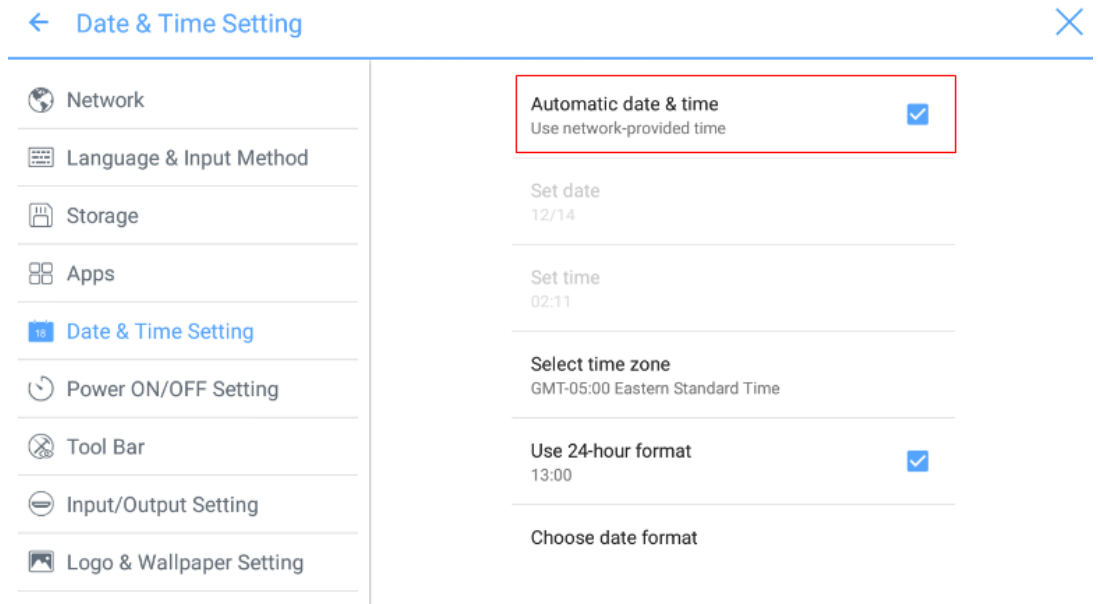 Date & Time Setting
Network
Language & Input Method
Storage
Apps
18
Date & Time Setting
Power ON/OFF Setting
Tool Bar
Input/Output Setting
Logo & Wallpaper Setting
Automatic date & time
Use network-provided time
Set date
12/14
Set time
02:11
Select time zone
GMT-05:00 Eastern Standard Time
Use 24-hour format
13:00
Choose date format